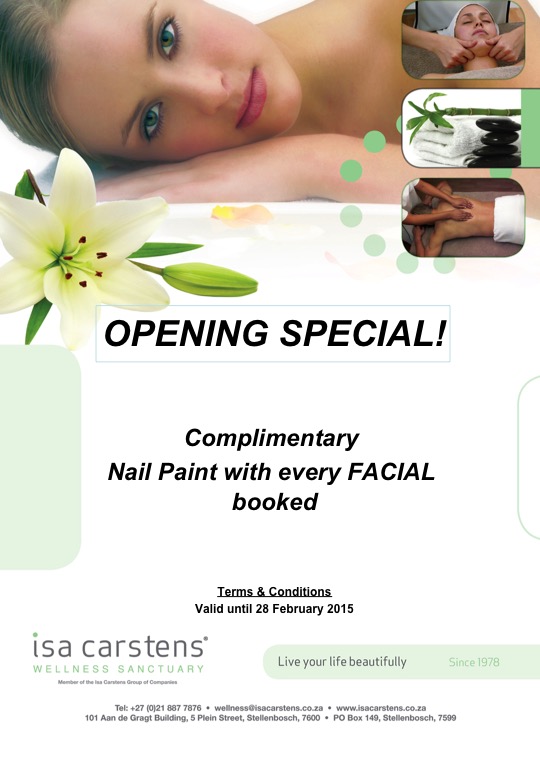 OPENING SPECIAL!
Complimentary
Nail Paint with every FACIAL
booked
Terms & Conditions
Valid until 28 February 2015
isa carstens®
WELLNESS SANCTUARY
Member of the Isa Carstens Group of Companies
Live your life beautifully
Since 1978
Tel: +27 (0)21 887 7876 • wellness@isacarstens.co.za • www.isacarstens.co.za
101 Aan de Gragt Building, 5 Plein Street, Stellenbosch, 7600 • PO Box 149, Stellenbosch, 7599